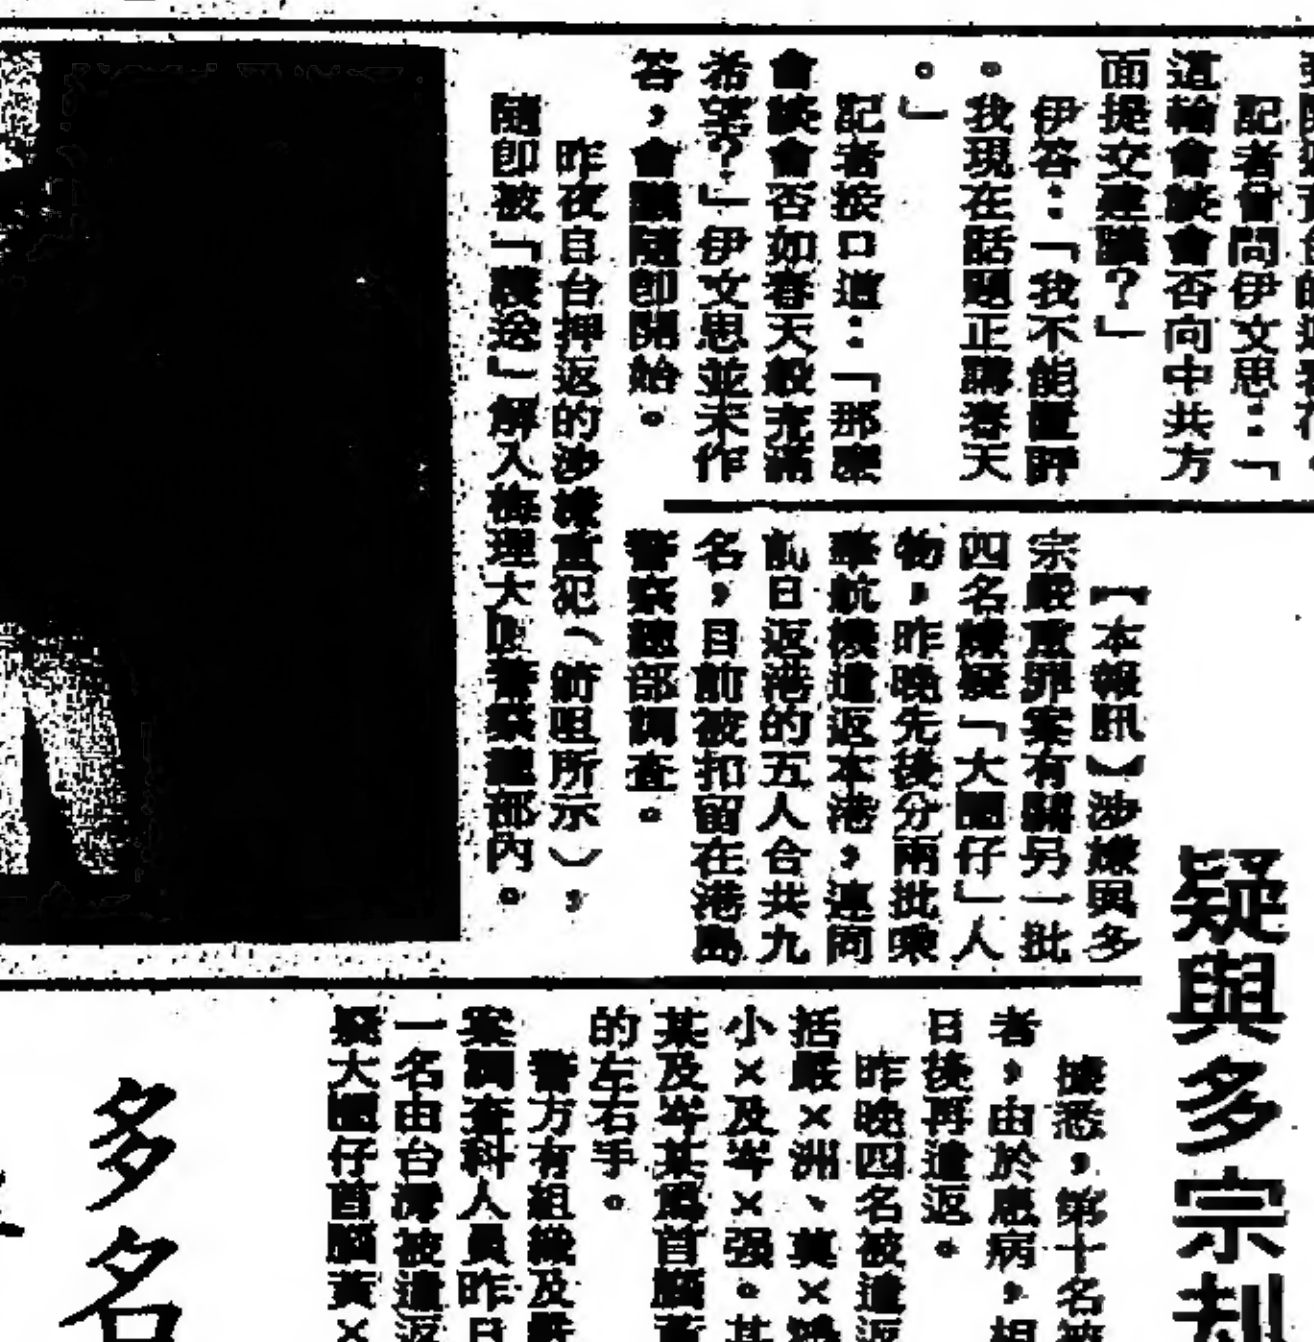 記者曾問伊文思：「
這輪會談會否向中共方
面提交建議？」
伊答：「我不能置評
。我現在話題正講春天
。」
記者接口道：「那麼
會談會否如春天般充滿
希望？」伊文思並未作
答，會議隨即開始。
疑與多宗刦
【本報訊】涉嫌與多
宗嚴重罪案有關另一批
四名嫌疑「大圈仔」人
物，昨晚先後分兩批乘
華航機遣返本港，連同
前日返港的五人合共九
名，目前被扣留在港島
警察總部調查。
昨夜自台押返的涉嫌重犯（箭咀所示），
隨即被「護送」解入梅理大廈警察總部內。
據悉，第十名被
者，由於患病，相
日後再遣返。
昨晚四名被遣返
括嚴×洲、莫×
小×及岑×强。其
某及岑某為首腦黃
的左右手。
警方有組織及嚴
案調查科人員昨日
一名由台灣被遣返
疑大圈仔首腦黃×
多名